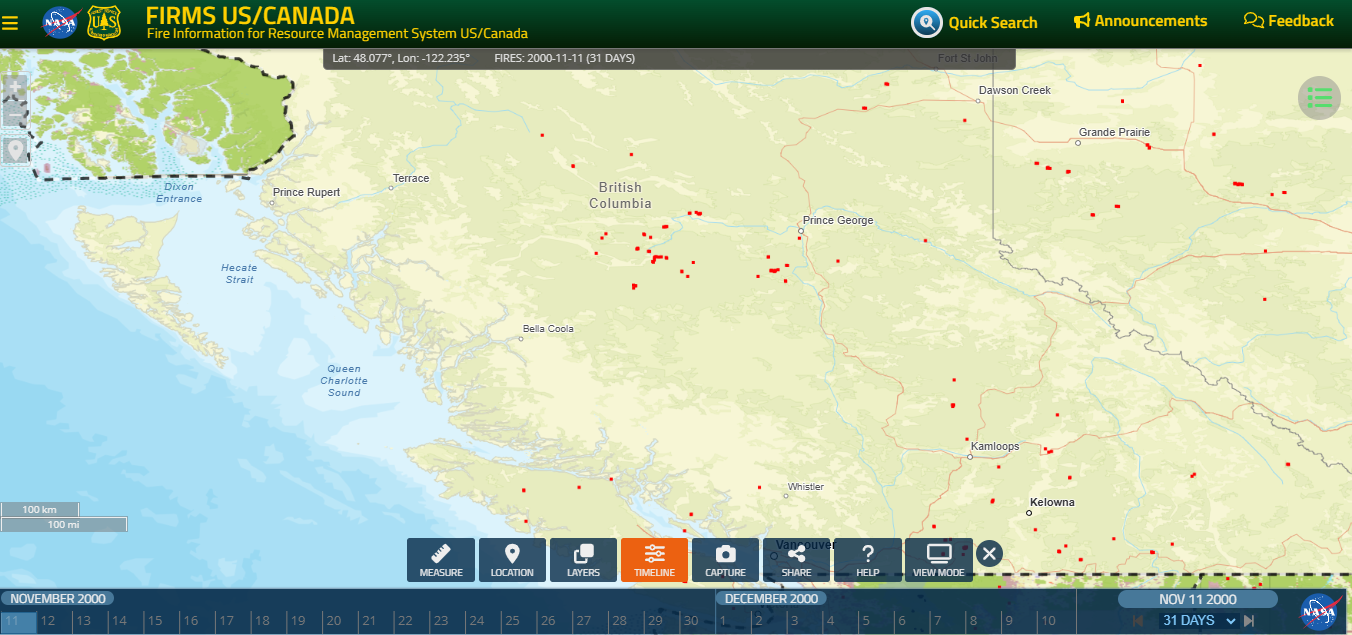 NASA
FIRMS US/CANADA
Fire Information for Resource Management System US/Canada
Quick Search
Announcements
Feedback
Lat: 48.077°, Lon: -122.235°
FIRES: 2000-11-11 (31 DAYS)
Fort St John
Dawson Creek
Grande Prairie
Dixon
Entrance
Prince Rupert
Terrace
British
Columbia
Prince George
Hecate
Strait
Bella Coola
Queen
Charlotte
Sound
Kamloops
Whistler
Kelowna
100 km
100 mi
Vancouver
MEASURE
LOCATION
LAYERS
TIMELINE
CAPTURE
SHARE
HELP
VIEW MODE
NOVEMBER 2000
DECEMBER 2000
NOV 11 2000
11 12 13 14 15 16 17 18 19 20 21 22 23 24 25 26 27 28 29 30 1 2 3 4 5 6 7 8 9 10
31 DAYS
NASA